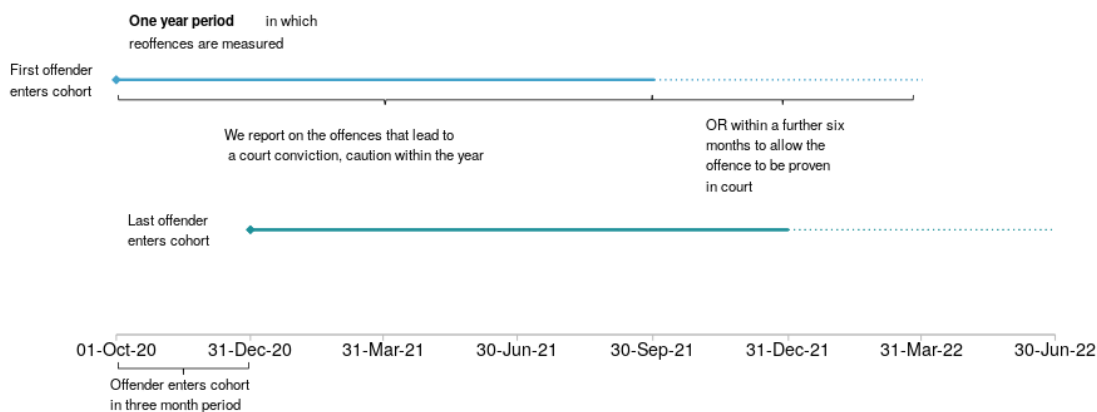 One year period in which
reoffences are measured
First offender
enters cohort
We report on the offences that lead to
a court conviction, caution within the year
OR within a further six
months to allow the
offence to be proven
in court
Last offender
enters cohort
01-Oct-20 31-Dec-20 31-Mar-21 30-Jun-21 30-Sep-21 31-Dec-21 31-Mar-22 30-Jun-22
Offender enters cohort
in three month period